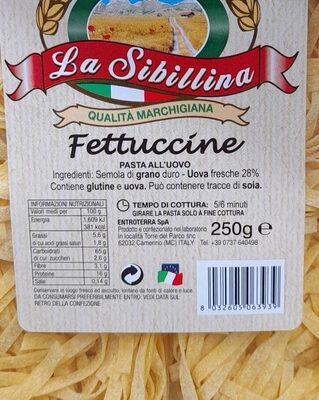 La Sibillina
QUALITÀ MARCHIGIANA
Fettuccine
PASTA ALL'UOVO
Ingredienti: Semola di grano duro - Uova fresche 28%
Contiene glutine e uova. Può contenere tracce di soia.
TEMPO DI COTTURA: 5/6 minuti
GIRARE LA PASTA SOLO A FINE COTTURA
ENTROTERRA SpA
Prodotto e confezionato nel laboratorio
in località Torre del Parco snc
62032 Camerino (MC) ITALY Tel. +39 0737 640498
250g e
INFORMAZIONI NUTRIZIONALI
Valori medi per 100 g
Energia 1.609 kJ
381 kcal
Grassi 5,6 g
di cui acidi grassi saturi 1,8 g
Carboidrati 65 g
di cui zuccheri 2,6 g
Fibre 3,1 g
Proteine 16 g
Sale 0,14 g
Conservare in luogo fresco ed asciutto, lontano da fonti di calore e luce.
DA CONSUMARSI PREFERIBILMENTE ENTRO: VEDI DATA SUL
RETRO DELLA CONFEZIONE
8 032605 063939